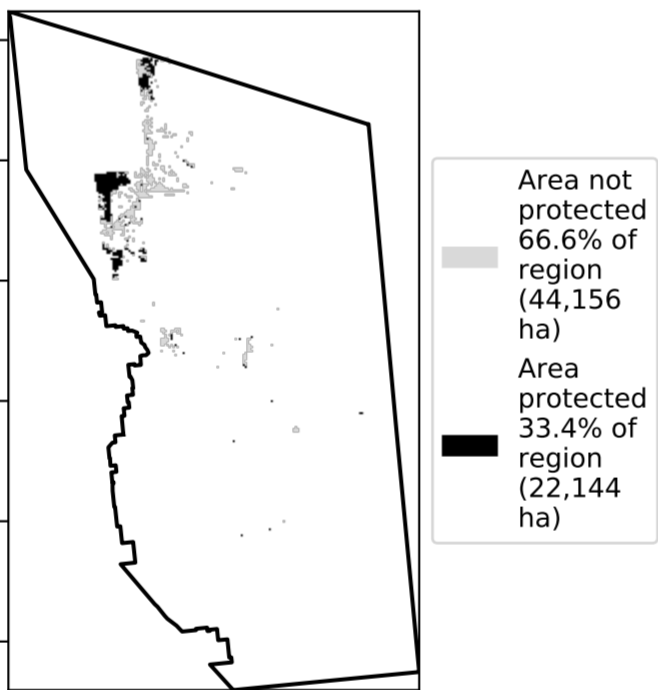 Area not
protected
66.6% of
region
(44,156
ha)
Area
protected
33.4% of
region
(22,144
ha)